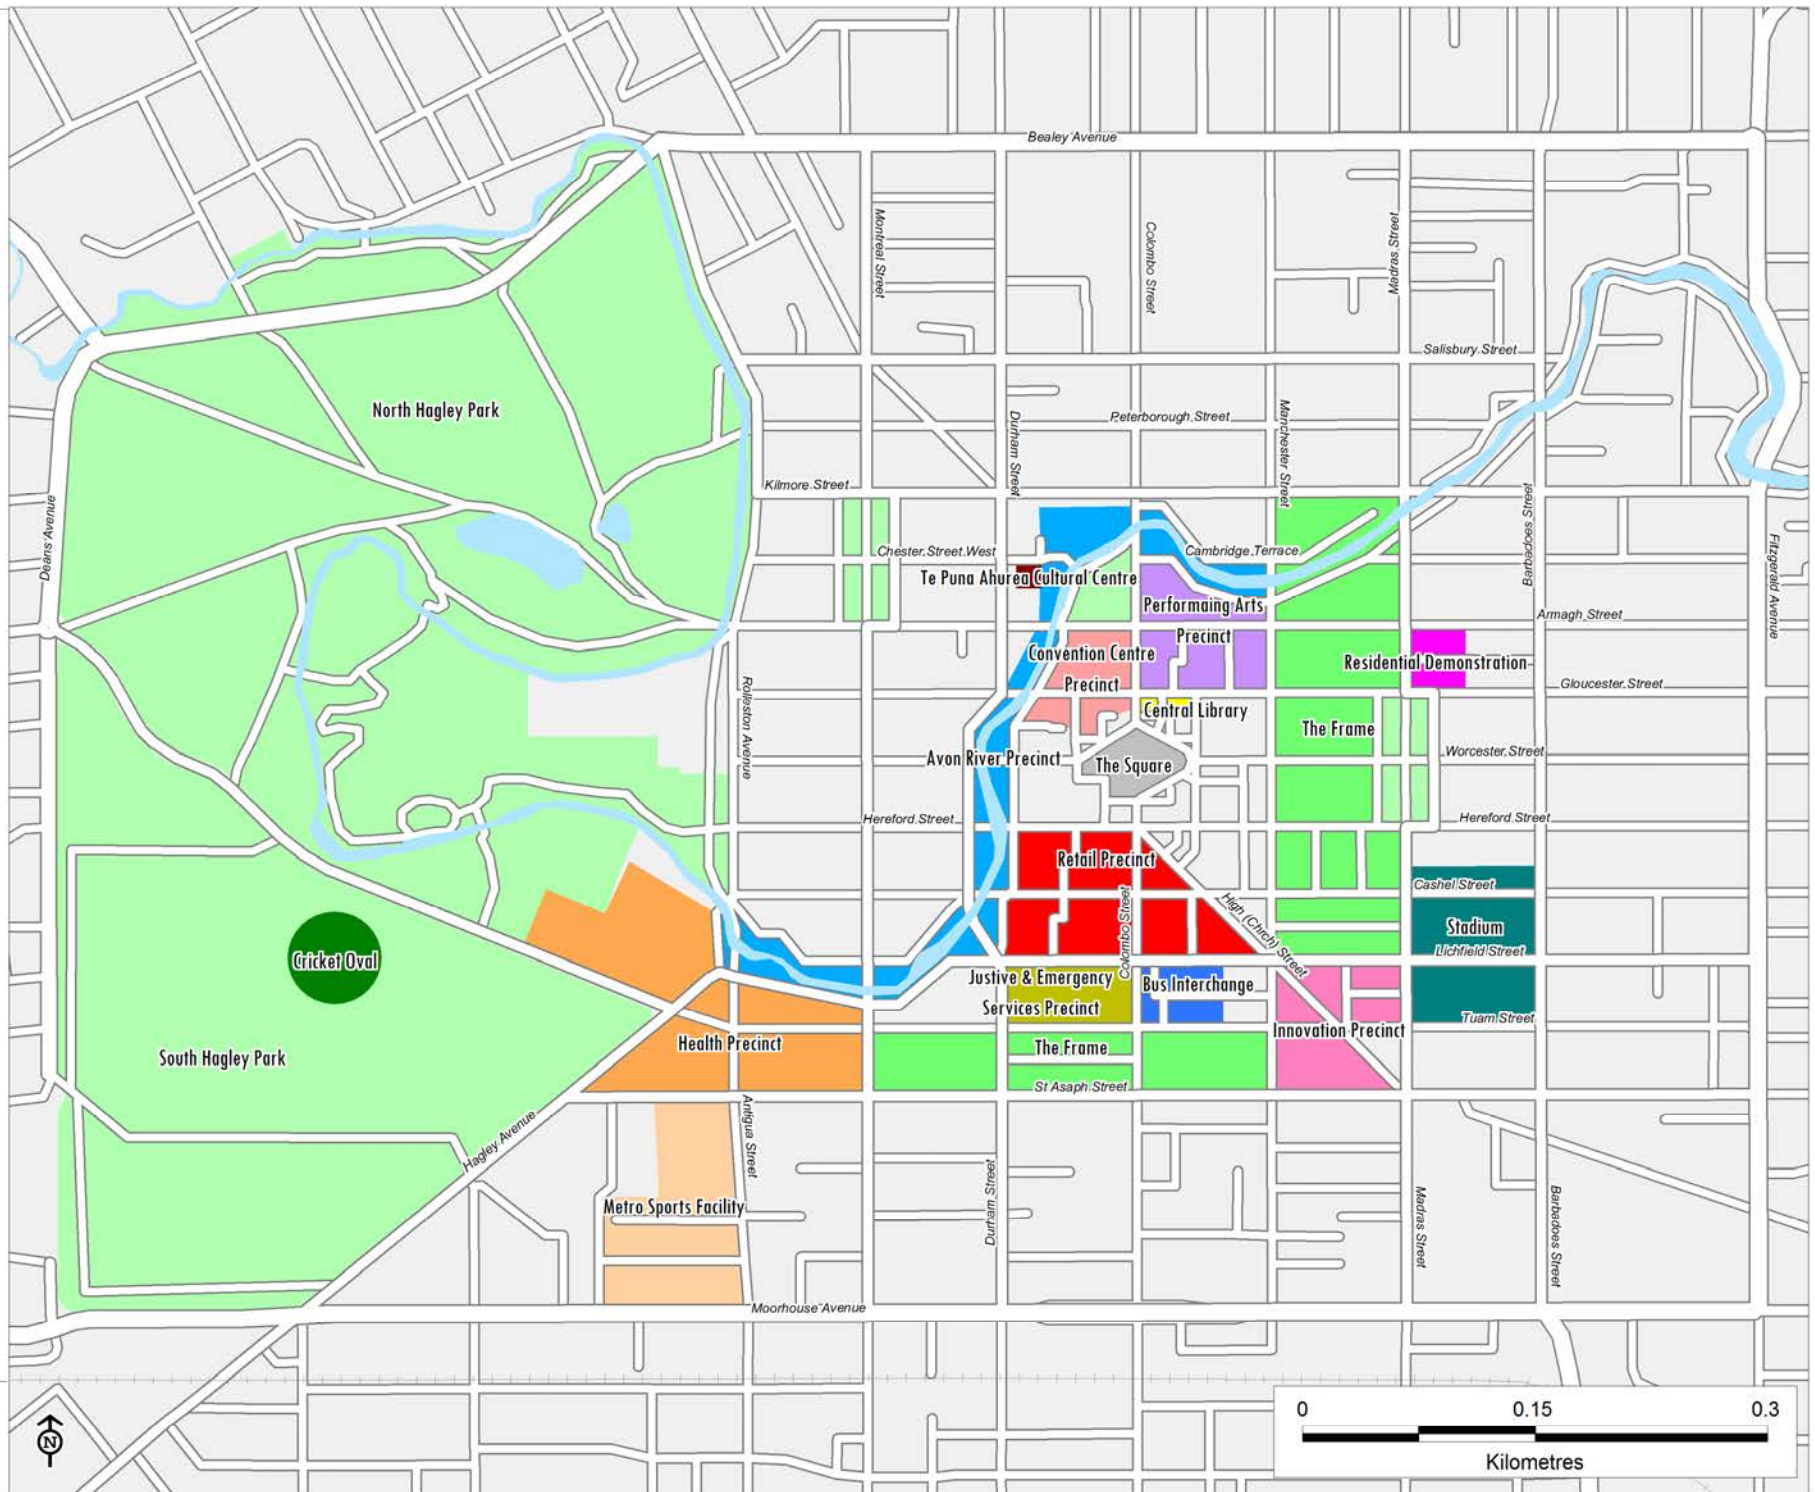 Bealey Avenue
Montreal Street
Colombo Street
Madras Street
Salisbury Street
North Hagley Park
Peterborough Street
Manchester Street
Durham Street
Kilmore Street
Deans Avenue
Barbadoes Street
Fitzgerald Avenue
Chester Street West
Cambridge Terrace
Te Puna Ahurea Cultural Centre
Performaing Arts
Precinct
Armagh Street
Convention Centre
Precinct
Residential Demonstration
Gloucester Street
Rolleston Avenue
Central Library
The Frame
Worcester Street
Avon River Precinct
The Square
Hereford Street
Hereford Street
Retail Precinct
Cashel Street
Colombo Street
High (Chrch) Street
Stadium
Lichfield Street
Cricket Oval
Justive & Emergency
Services Precinct
Bus Interchange
Tuam Street
Innovation Precinct
Health Precinct
The Frame
South Hagley Park
St Asaph Street
Hagley Avenue
Antigua Street
Durham Street
Madras Street
Barbadoes Street
Metro Sports Facility
Moorhouse Avenue
N
0 0.15 0.3
Kilometres